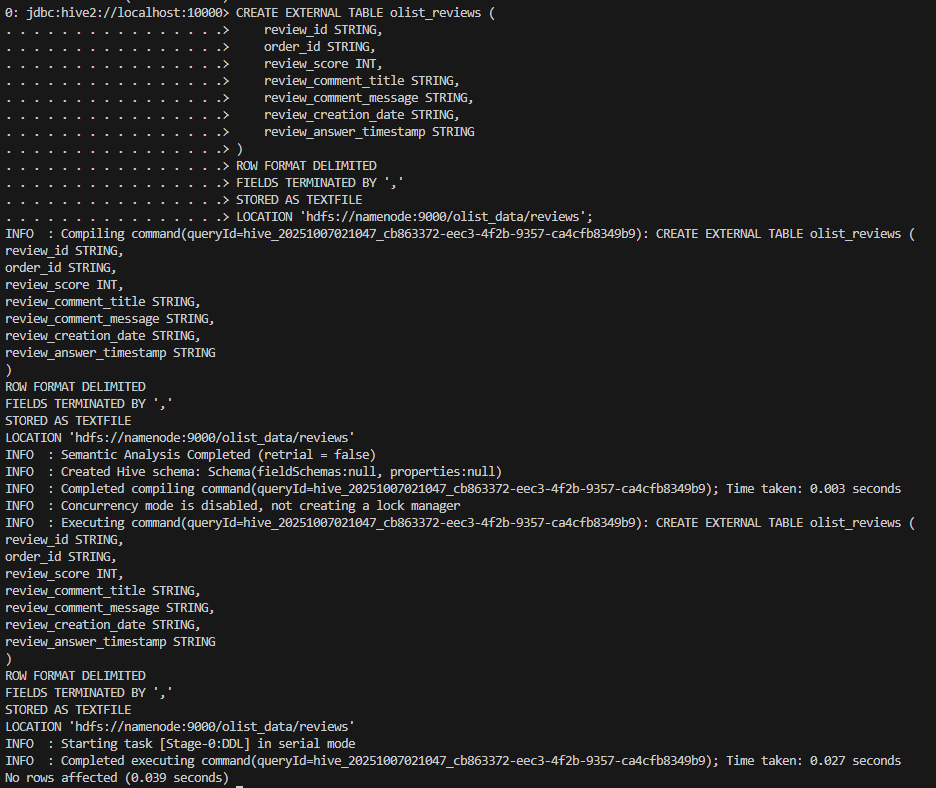 0: jdbc:hive2://localhost:10000> CREATE EXTERNAL TABLE olist_reviews (
. . . . . . . . . . . . . . . .>     review_id STRING,
. . . . . . . . . . . . . . . .>     order_id STRING,
. . . . . . . . . . . . . . . .>     review_score INT,
. . . . . . . . . . . . . . . .>     review_comment_title STRING,
. . . . . . . . . . . . . . . .>     review_comment_message STRING,
. . . . . . . . . . . . . . . .>     review_creation_date STRING,
. . . . . . . . . . . . . . . .>     review_answer_timestamp STRING
. . . . . . . . . . . . . . . .> )
. . . . . . . . . . . . . . . .> ROW FORMAT DELIMITED
. . . . . . . . . . . . . . . .> FIELDS TERMINATED BY ','
. . . . . . . . . . . . . . . .> STORED AS TEXTFILE
. . . . . . . . . . . . . . . .> LOCATION 'hdfs://namenode:9000/olist_data/reviews';
INFO  : Compiling command(queryId=hive_20251007021047_cb863372-eec3-4f2b-9357-ca4cfb8349b9): CREATE EXTERNAL TABLE olist_reviews (
review_id STRING,
order_id STRING,
review_score INT,
review_comment_title STRING,
review_comment_message STRING,
review_creation_date STRING,
review_answer_timestamp STRING
)
ROW FORMAT DELIMITED
FIELDS TERMINATED BY ','
STORED AS TEXTFILE
LOCATION 'hdfs://namenode:9000/olist_data/reviews'
INFO  : Semantic Analysis Completed (retrial = false)
INFO  : Created Hive schema: Schema(fieldSchemas:null, properties:null)
INFO  : Completed compiling command(queryId=hive_20251007021047_cb863372-eec3-4f2b-9357-ca4cfb8349b9); Time taken: 0.003 seconds
INFO  : Concurrency mode is disabled, not creating a lock manager
INFO  : Executing command(queryId=hive_20251007021047_cb863372-eec3-4f2b-9357-ca4cfb8349b9): CREATE EXTERNAL TABLE olist_reviews (
review_id STRING,
order_id STRING,
review_score INT,
review_comment_title STRING,
review_comment_message STRING,
review_creation_date STRING,
review_answer_timestamp STRING
)
ROW FORMAT DELIMITED
FIELDS TERMINATED BY ','
STORED AS TEXTFILE
LOCATION 'hdfs://namenode:9000/olist_data/reviews'
INFO  : Starting task [Stage-0:DDL] in serial mode
INFO  : Completed executing command(queryId=hive_20251007021047_cb863372-eec3-4f2b-9357-ca4cfb8349b9); Time taken: 0.027 seconds
No rows affected (0.039 seconds)